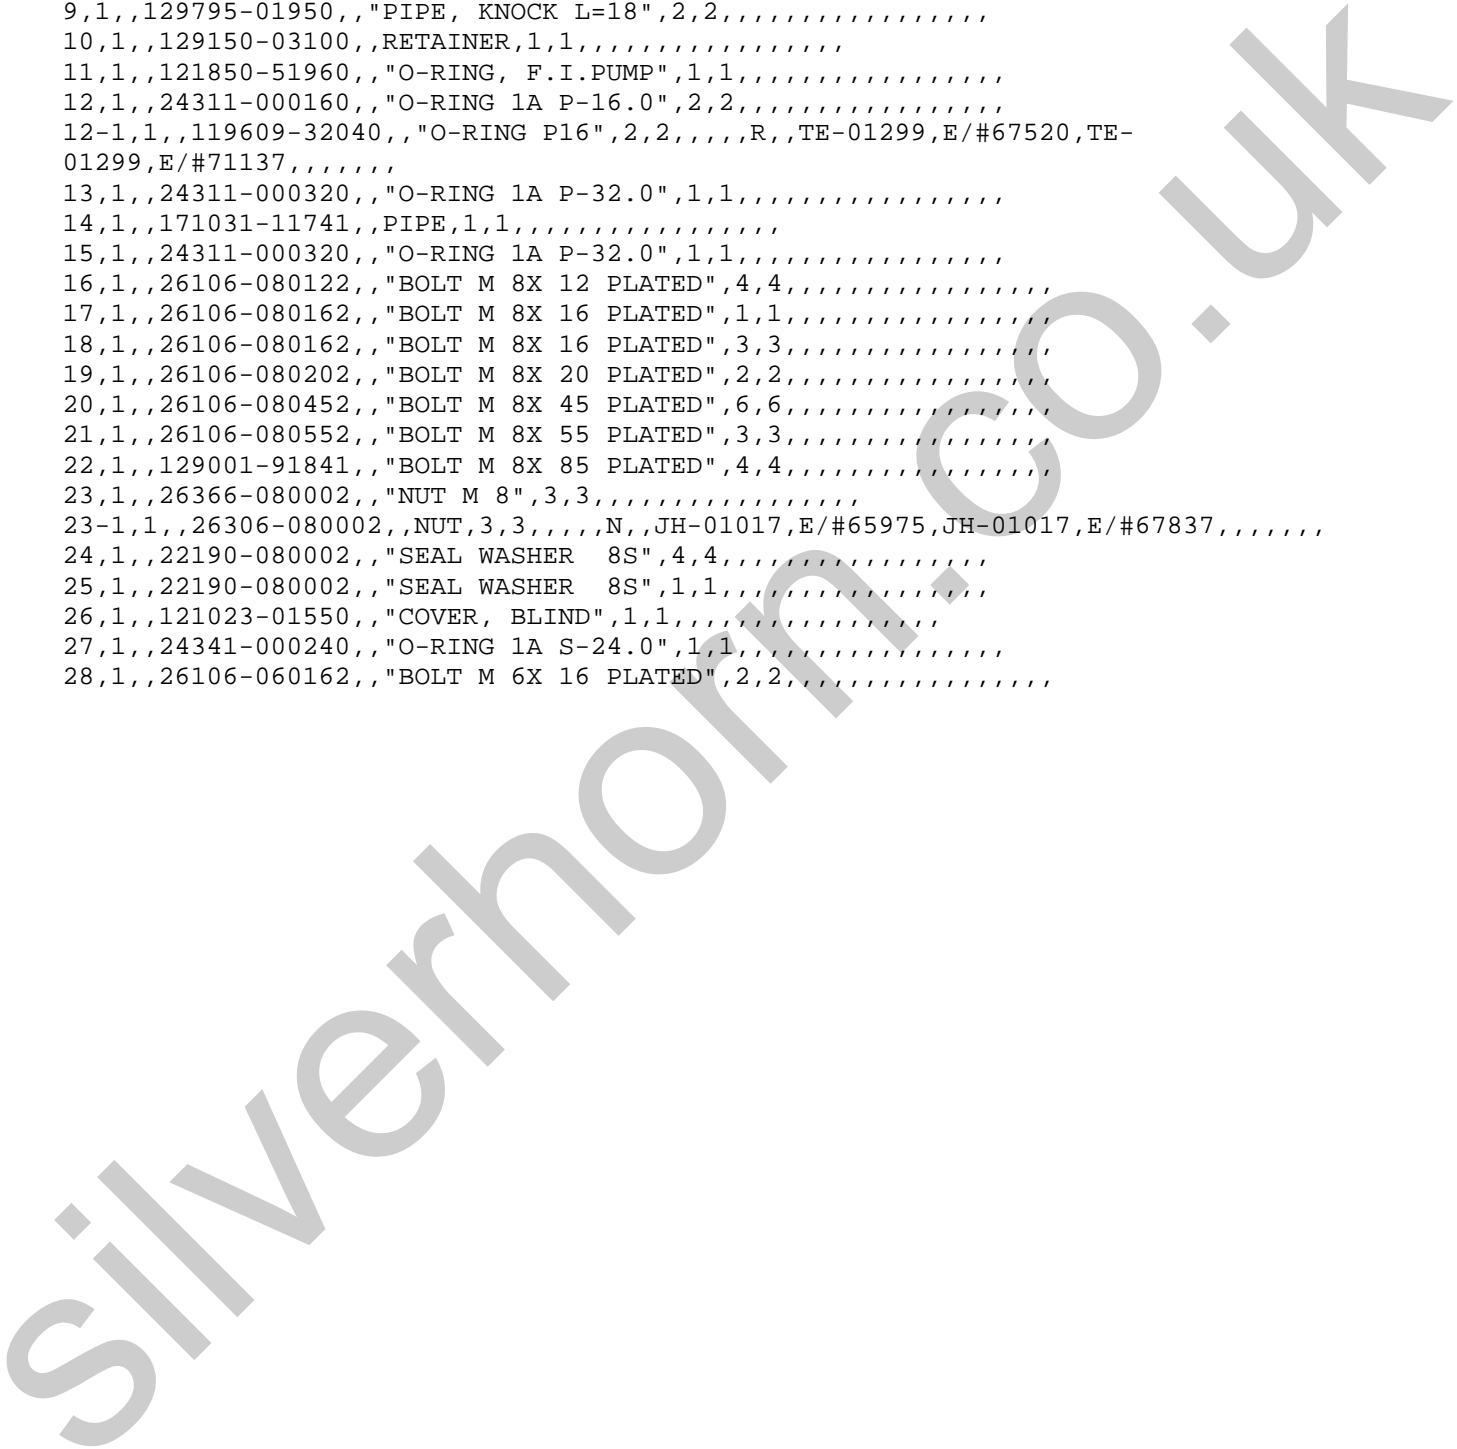 9,1,,129795-01950,,"PIPE, KNOCK L=18",2,2,,,,,,,,,,,,,,,,,
10,1,,129150-03100,,RETAINER,1,1,,,,,,,,,,,,,,,,,
11,1,,121850-51960,,"O-RING, F.I.PUMP",1,1,,,,,,,,,,,,,,,,,
12,1,,24311-000160,,"O-RING 1A P-16.0",2,2,,,,,,,,,,,,,,,,,
12-1,1,,119609-32040,,"O-RING P16",2,2,,,,,R,,TE-01299,E/#67520,TE-
01299,E/#71137,,,,,,,
13,1,,24311-000320,,"O-RING 1A P-32.0",1,1,,,,,,,,,,,,,,,,,
14,1,,171031-11741,,PIPE,1,1,,,,,,,,,,,,,,,,,
15,1,,24311-000320,,"O-RING 1A P-32.0",1,1,,,,,,,,,,,,,,,,,
16,1,,26106-080122,,"BOLT M 8X 12 PLATED",4,4,,,,,,,,,,,,,,,,,
17,1,,26106-080162,,"BOLT M 8X 16 PLATED",1,1,,,,,,,,,,,,,,,,,
18,1,,26106-080162,,"BOLT M 8X 16 PLATED",3,3,,,,,,,,,,,,,,,,,
19,1,,26106-080202,,"BOLT M 8X 20 PLATED",2,2,,,,,,,,,,,,,,,,,
20,1,,26106-080452,,"BOLT M 8X 45 PLATED",6,6,,,,,,,,,,,,,,,,,
21,1,,26106-080552,,"BOLT M 8X 55 PLATED",3,3,,,,,,,,,,,,,,,,,
22,1,,129001-91841,,"BOLT M 8X 85 PLATED",4,4,,,,,,,,,,,,,,,,,
23,1,,26366-080002,,"NUT M 8",3,3,,,,,,,,,,,,,,,,,
23-1,1,,26306-080002,,NUT,3,3,,,,,N,,JH-01017,E/#65975,JH-01017,E/#67837,,,,,,,
24,1,,22190-080002,,"SEAL WASHER  8S",4,4,,,,,,,,,,,,,,,,,
25,1,,22190-080002,,"SEAL WASHER  8S",1,1,,,,,,,,,,,,,,,,,
26,1,,121023-01550,,"COVER, BLIND",1,1,,,,,,,,,,,,,,,,,
27,1,,24341-000240,,"O-RING 1A S-24.0",1,1,,,,,,,,,,,,,,,,,
28,1,,26106-060162,,"BOLT M 6X 16 PLATED",2,2,,,,,,,,,,,,,,,,,
silverhorn.co.uk